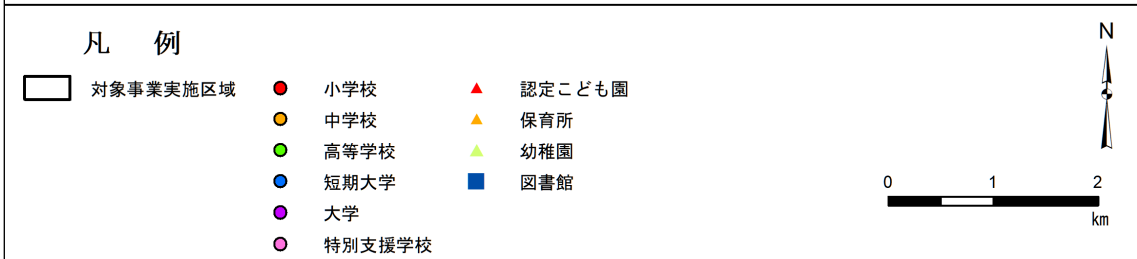 凡 例
対象事業実施区域
小学校
中学校
高等学校
短期大学
大学
特別支援学校
認定こども園
保育所
幼稚園
図書館
N
0 1 2
km